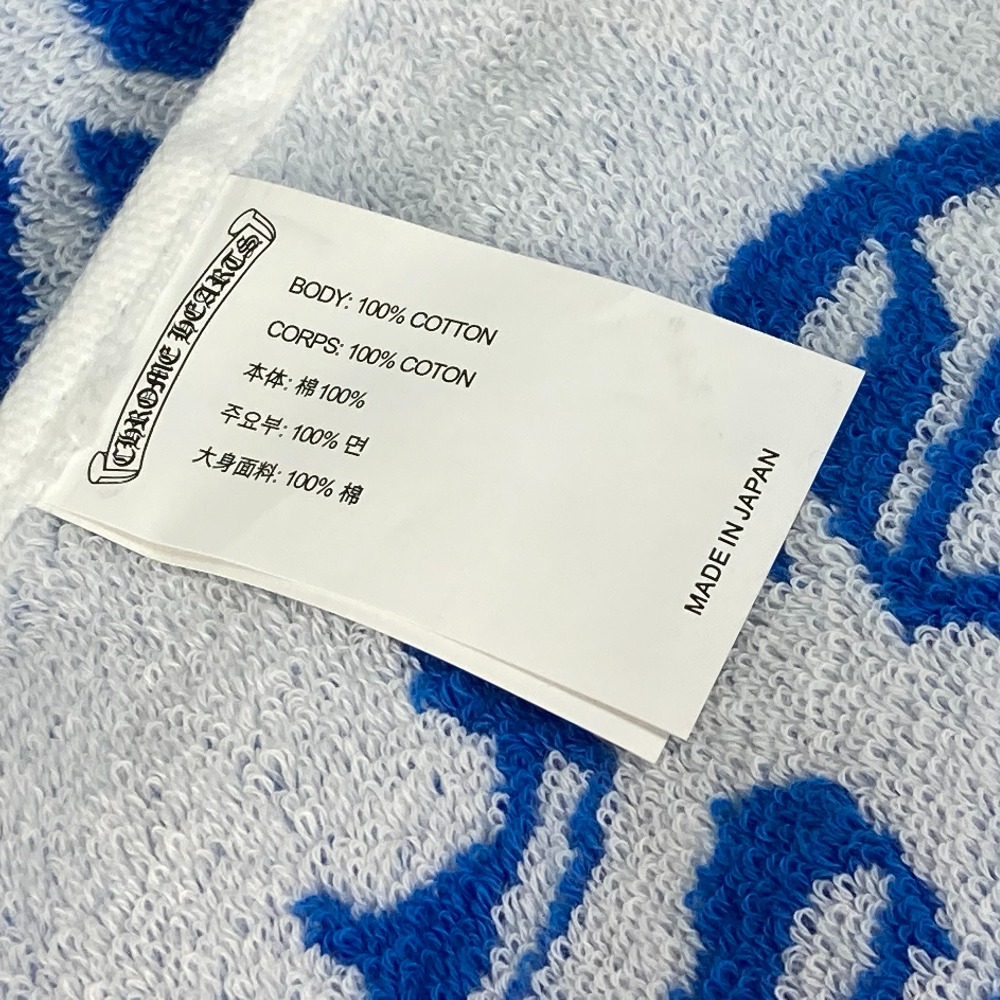 CHROME HEARTS
BODY: 100% COTTON
CORPS: 100% COTON
本体: 棉100%
주요부: 100% 면
大身面料: 100% 棉
MADE IN JAPAN